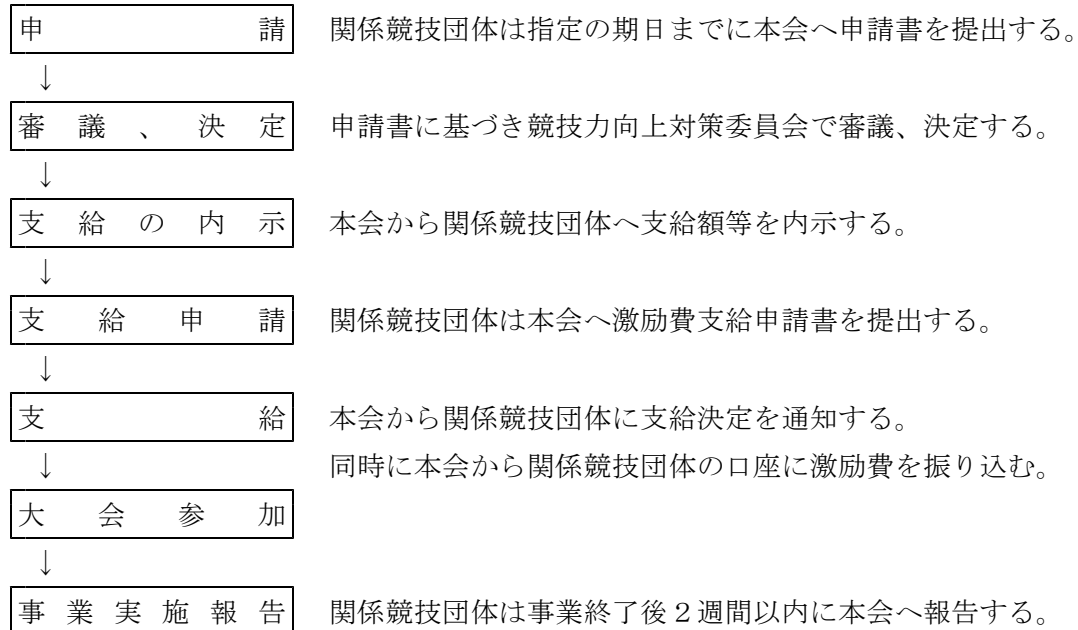 申請 関係競技団体は指定の期日までに本会へ申請書を提出する。
↓
審議、決定 申請書に基づき競技力向上対策委員会で審議、決定する。
↓
支給の内示 本会から関係競技団体へ支給額等を内示する。
↓
支給申請 関係競技団体は本会へ激励費支給申請書を提出する。
↓
支給 本会から関係競技団体に支給決定を通知する。
↓ 同時に本会から関係競技団体の口座に激励費を振り込む。
大会参加
↓
事業実施報告 関係競技団体は事業終了後２週間以内に本会へ報告する。